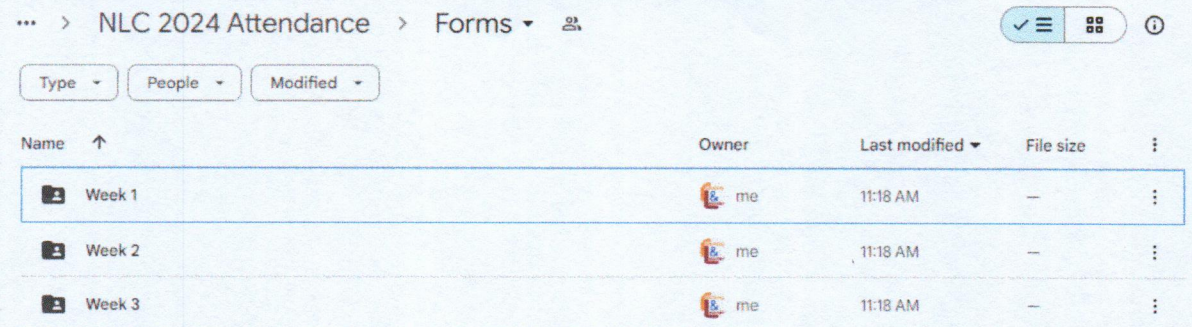 ... > NLC 2024 Attendance > Forms
Type People Modified
Name Owner Last modified File size
Week 1 me 11:18 AM —
Week 2 me 11:18 AM —
Week 3 me 11:18 AM —